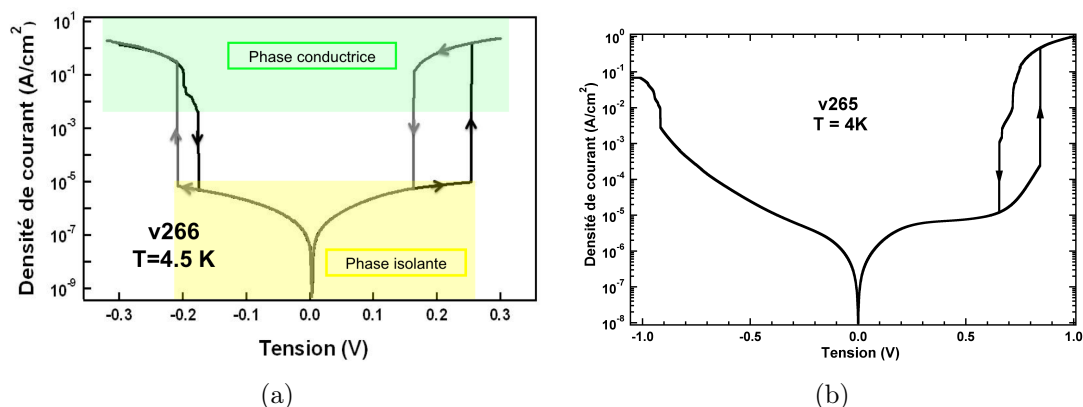 Densité de courant (A/cm²)
10¹
10⁻¹
10⁻³
10⁻⁵
10⁻⁷
10⁻⁹
Phase conductrice
v266
T=4.5 K
Phase isolante
-0.3 -0.2 -0.1 0.0 0.1 0.2 0.3
Tension (V)
(a)
Densité de courant (A/cm²)
10⁰
10⁻¹
10⁻²
10⁻³
10⁻⁴
10⁻⁵
10⁻⁶
10⁻⁷
10⁻⁸
v265
T = 4K
-1.0 -0.5 0.0 0.5 1.0
Tension (V)
(b)